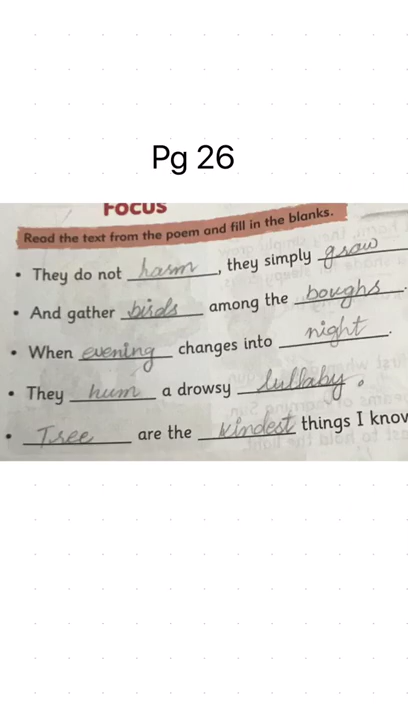 Pg 26
FOCUS
Read the text from the poem and fill in the blanks.
• They do not harm, they simply grow
• And gather birds among the boughs.
• When evening changes into night.
• They hum a drowsy lullaby.
• Tree are the kindest things I know